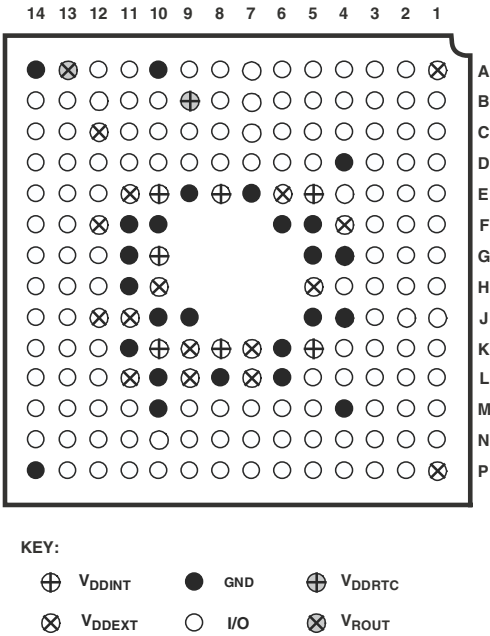 14 13 12 11 10 9 8 7 6 5 4 3 2 1
A
B
C
D
E
F
G
H
J
K
L
M
N
P
KEY:
VDDINT GND VDDRTC
VDDEXT I/O VROUT